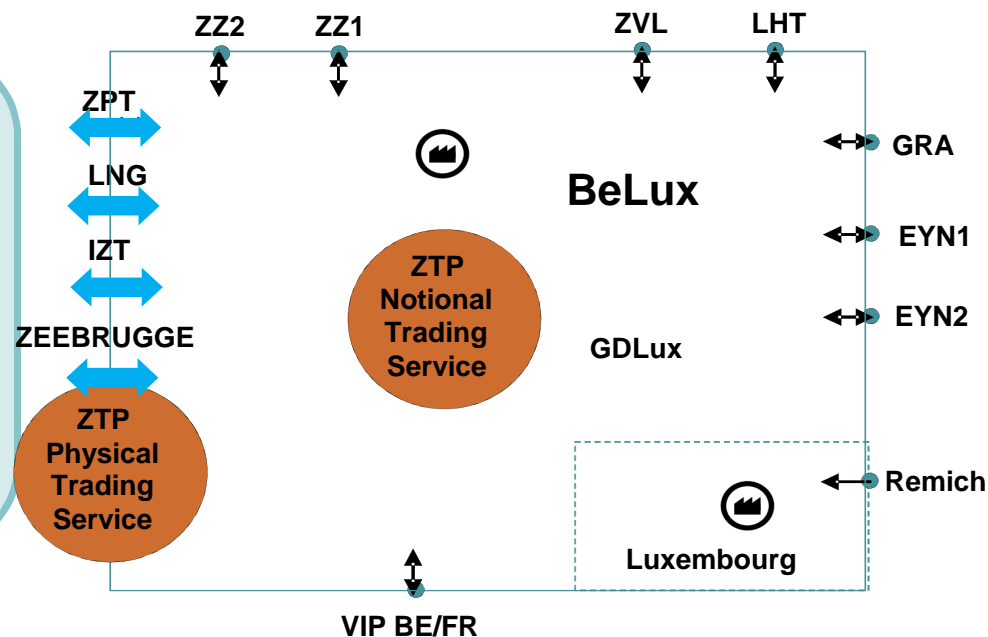 ZZ2
ZZ1
ZVL
LHT
ZPT
GRA
LNG
BeLux
EYN1
IZT
ZTP
Notional
Trading
Service
EYN2
ZEEBRUGGE
GDLux
ZTP
Physical
Trading
Service
Remich
Luxembourg
VIP BE/FR